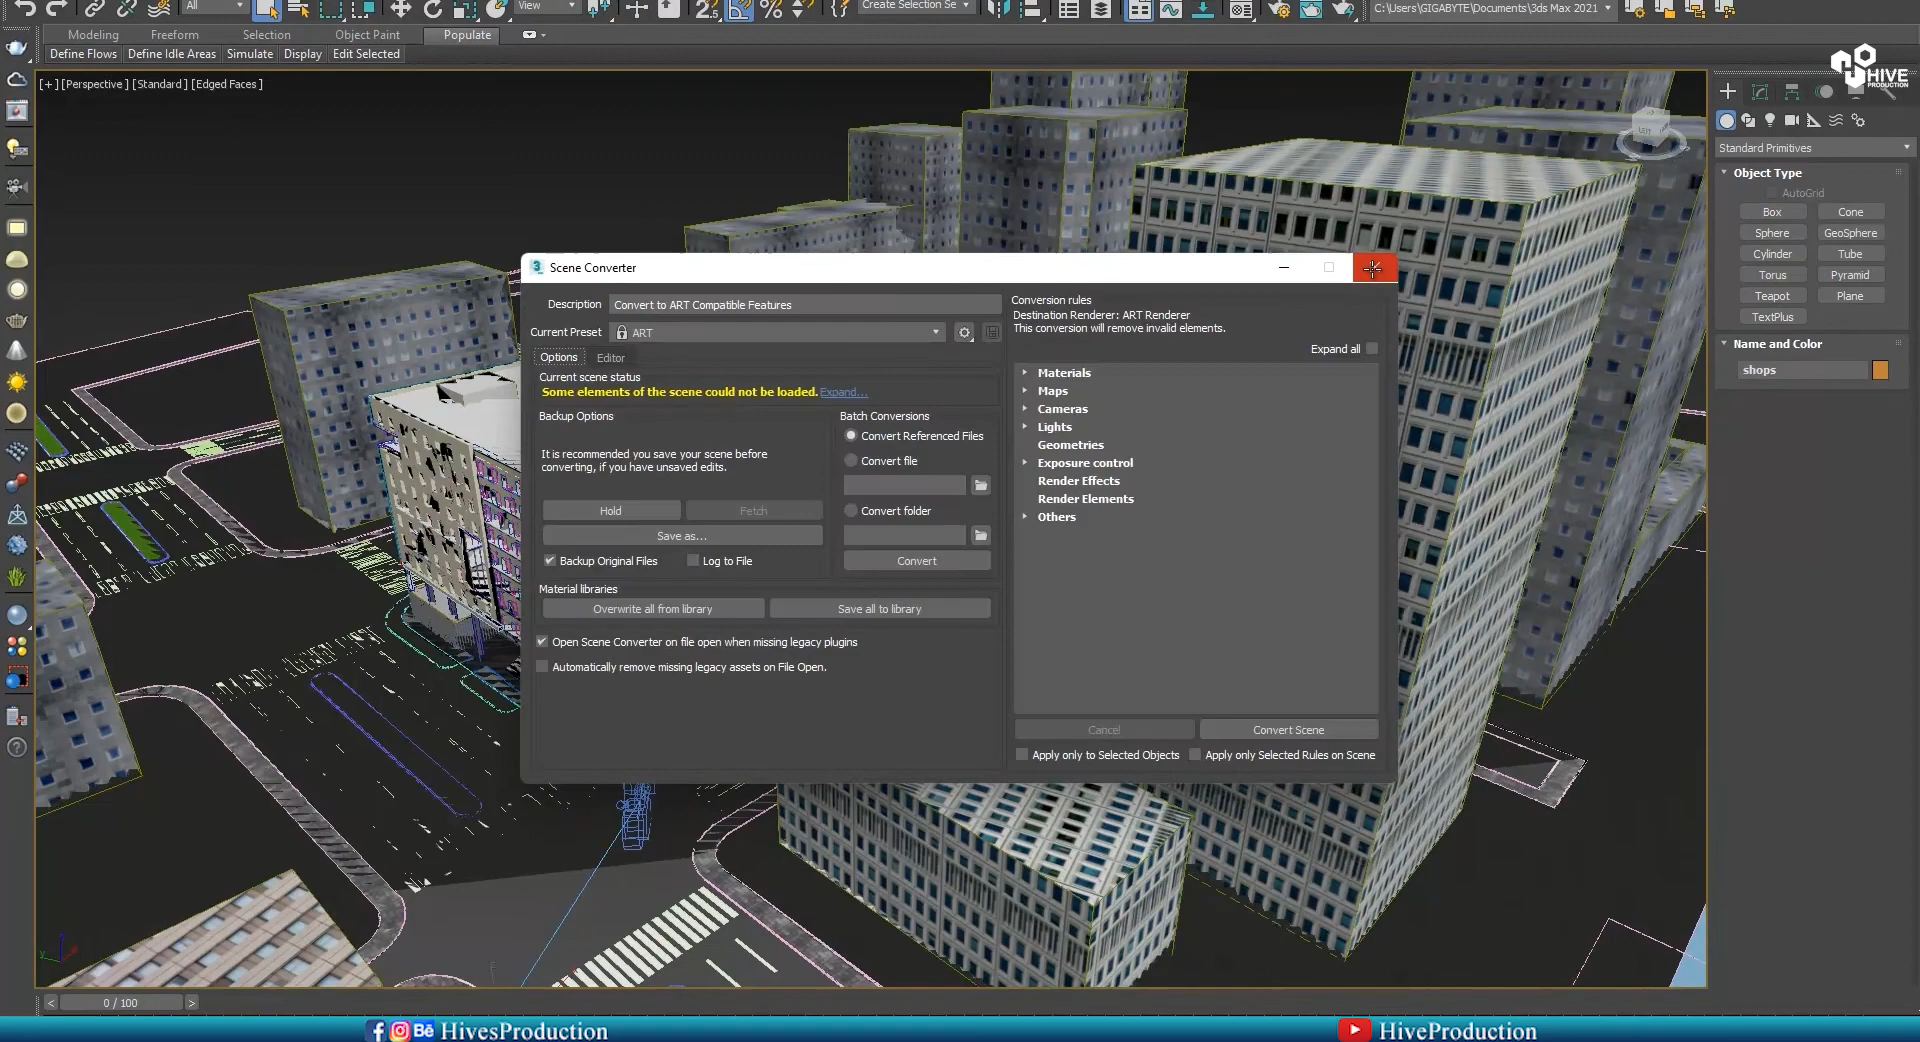 All
View
Create Selection Se
C:\Users\GIGABYTE\Documents\3ds Max 2021
Modeling Freeform Selection Object Paint Populate
Define Flows Define Idle Areas Simulate Display Edit Selected
[+] [Perspective] [Standard] [Edged Faces]
HIVE
PRODUCTION
LEFT
Standard Primitives
Object Type
AutoGrid
Box Cone
Sphere GeoSphere
Cylinder Tube
Torus Pyramid
Teapot Plane
TextPlus
Name and Color
shops
Scene Converter
Description Convert to ART Compatible Features
Current Preset ART
Options Editor
Current scene status
Some elements of the scene could not be loaded. Expand...
Backup Options
It is recommended you save your scene before
converting, if you have unsaved edits.
Hold Fetch
Save as...
Backup Original Files Log to File
Batch Conversions
Convert Referenced Files
Convert file
Convert folder
Convert
Material libraries
Overwrite all from library Save all to library
Open Scene Converter on file open when missing legacy plugins
Automatically remove missing legacy assets on File Open.
Conversion rules
Destination Renderer: ART Renderer
This conversion will remove invalid elements.
Expand all
Materials
Maps
Cameras
Lights
Geometries
Exposure control
Render Effects
Render Elements
Others
Cancel Convert Scene
Apply only to Selected Objects Apply only Selected Rules on Scene
< 0 / 100 >
HivesProduction
HiveProduction